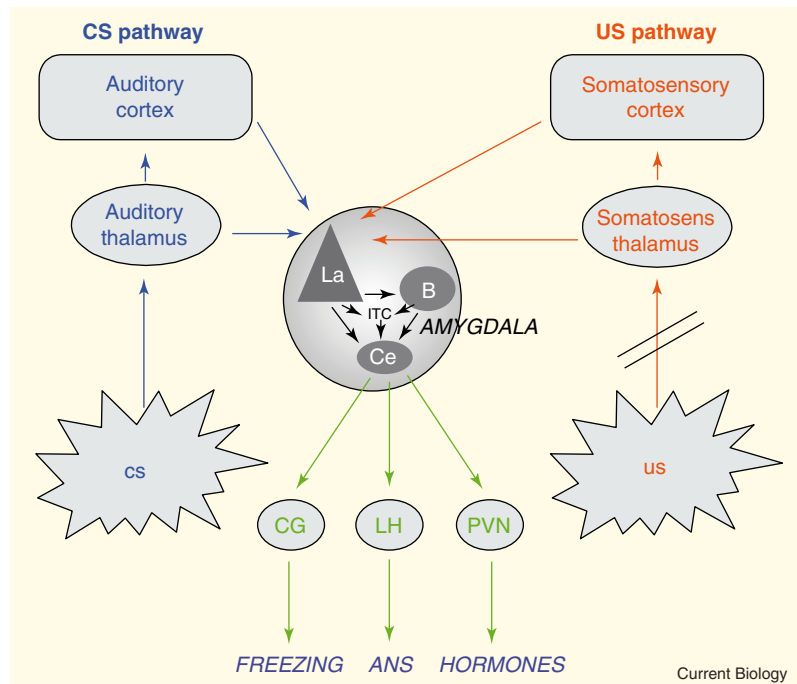 CS pathway
US pathway
Auditory
cortex
Somatosensory
cortex
Auditory
thalamus
Somatosens
thalamus
La
B
ITC
AMYGDALA
Ce
cs
us
CG
LH
PVN
FREEZING
ANS
HORMONES
Current Biology